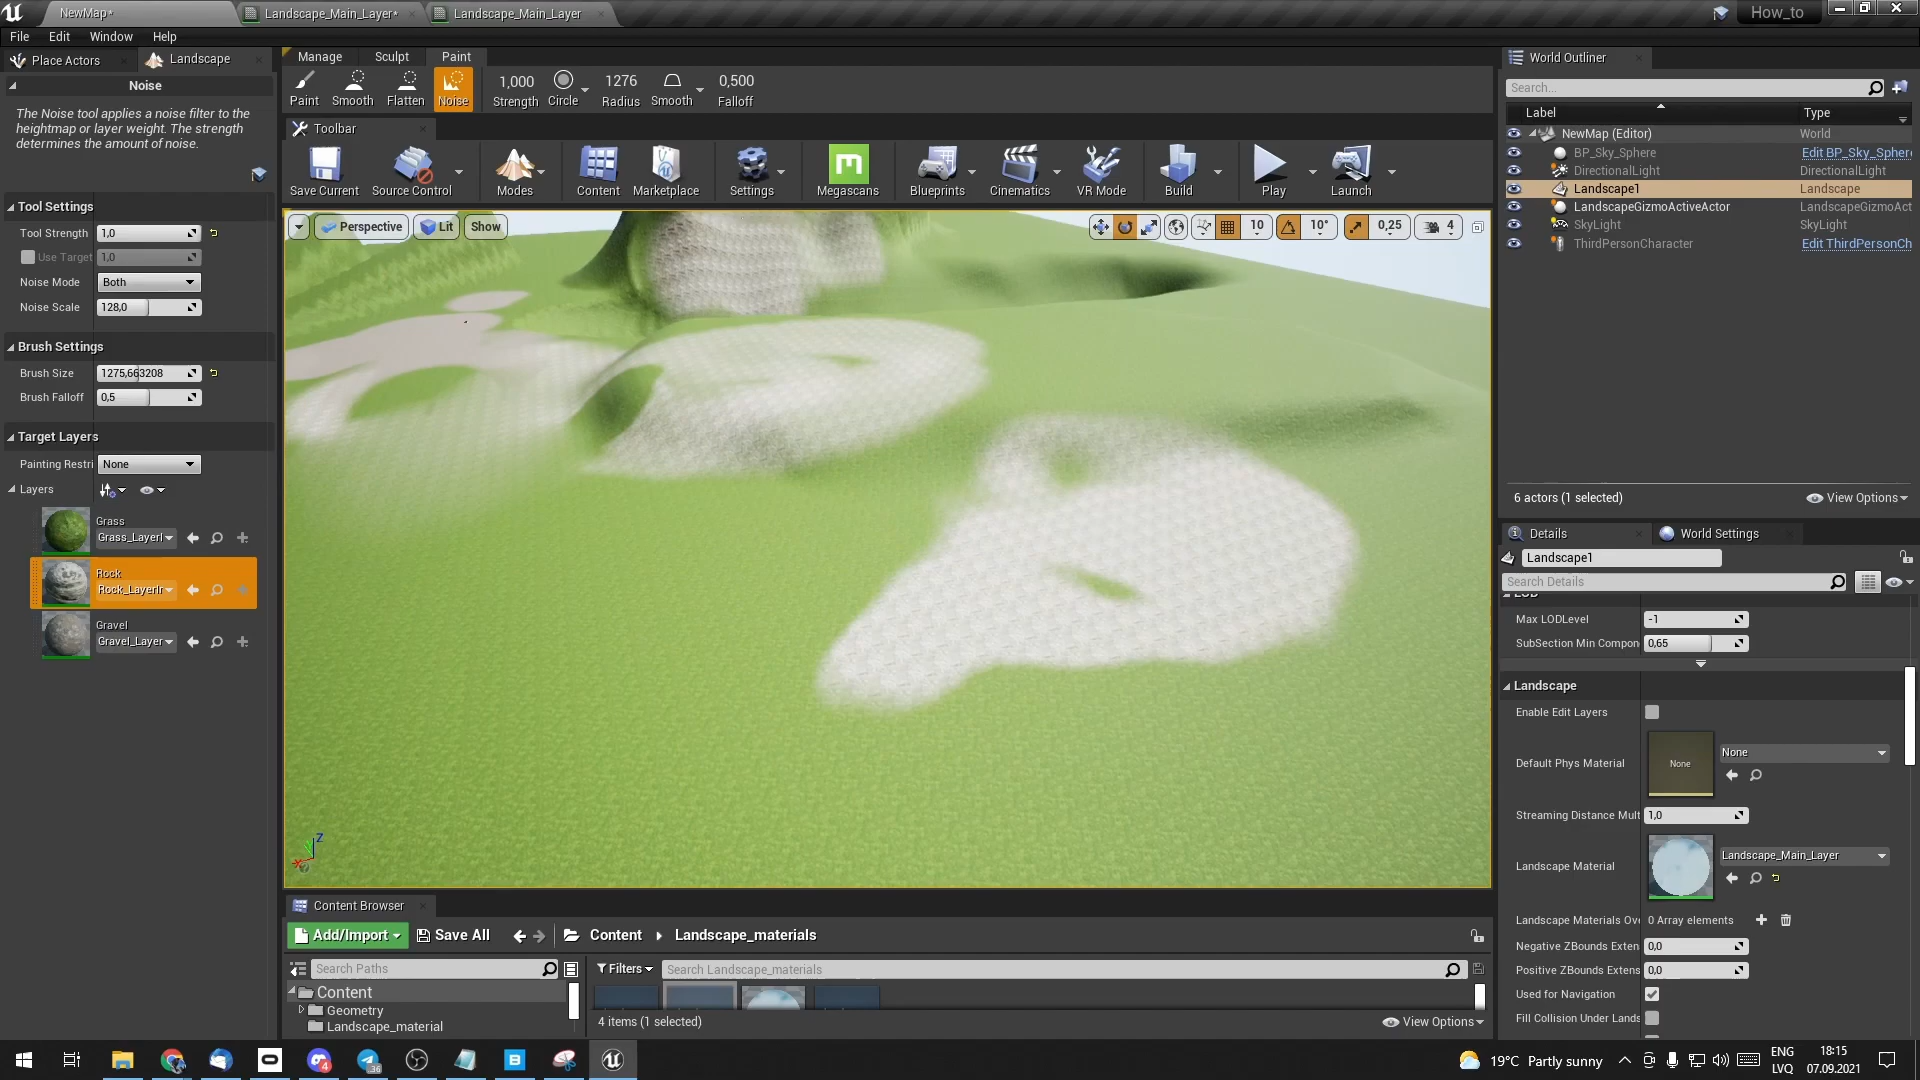 NewMap*
Landscape_Main_Layer*
Landscape_Main_Layer
How_to
File
Edit
Window
Help
Place Actors
Landscape
Manage
Sculpt
Paint
World Outliner
Noise
The Noise tool applies a noise filter to the
heightmap or layer weight. The strength
determines the amount of noise.
Paint
Smooth
Flatten
Noise
1,000
Strength
Circle
1276
Radius
Smooth
0,500
Falloff
Toolbar
Save Current
Source Control
Modes
Content
Marketplace
Settings
Megascans
Blueprints
Cinematics
VR Mode
Build
Play
Launch
Search...
Label
Type
NewMap (Editor)
World
BP_Sky_Sphere
Edit BP_Sky_Spher
DirectionalLight
DirectionalLight
Landscape1
Landscape
LandscapeGizmoActiveActor
LandscapeGizmoAct
SkyLight
SkyLight
ThirdPersonCharacter
Edit ThirdPersonCh
6 actors (1 selected)
View Options
Tool Settings
Tool Strength
1,0
Use Target
1,0
Noise Mode
Both
Noise Scale
128,0
Brush Settings
Brush Size
1275,663208
Brush Falloff
0,5
Target Layers
Painting Restri
None
Layers
Grass
Grass_LayerI
Rock
Rock_LayerIr
Gravel
Gravel_Layer
Perspective
Lit
Show
10
10°
0,25
4
Z
Details
World Settings
Landscape1
Search Details
LOD
Max LODLevel
-1
SubSection Min Compon
0,65
Landscape
Enable Edit Layers
Default Phys Material
None
None
Streaming Distance Mult
1,0
Landscape Material
Landscape_Main_Layer
Landscape Materials Ove
0 Array elements
Negative ZBounds Exten
0,0
Positive ZBounds Extens
0,0
Used for Navigation
Fill Collision Under Lands
Content Browser
Add/Import
Save All
Content
Landscape_materials
Search Paths
Filters
Search Landscape_materials
Content
Geometry
Landscape_material
4 items (1 selected)
View Options
4
36
19°C Partly sunny
ENG
LVQ
18:15
07.09.2021